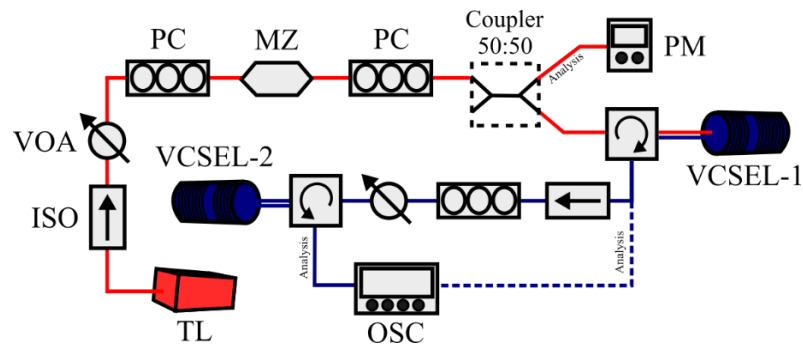 PC
MZ
PC
Coupler
50:50
Analysis
PM
VOA
VCSEL-2
VCSEL-1
ISO
Analysis
Analysis
TL
OSC